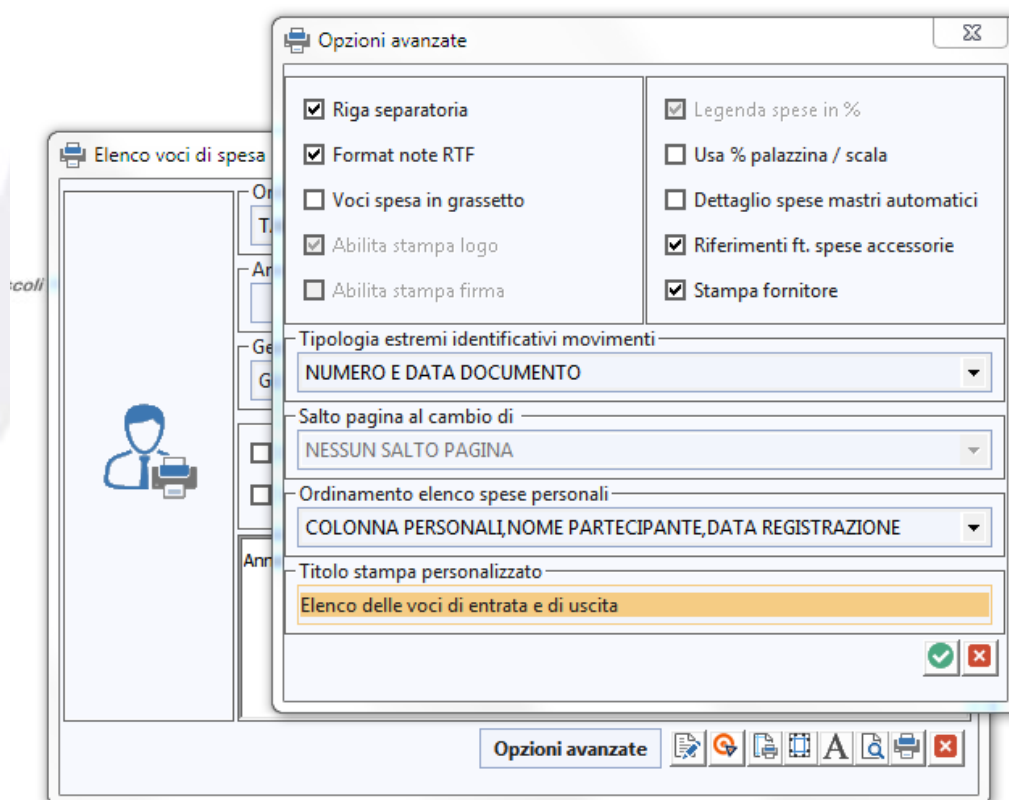 Opzioni avanzate
Riga separatoria
Format note RTF
Voci spesa in grassetto
Abilita stampa logo
Abilita stampa firma
Legenda spese in %
Usa % palazzina / scala
Dettaglio spese mastri automatici
Riferimenti ft. spese accessorie
Stampa fornitore
Tipologia estremi identificativi movimenti
NUMERO E DATA DOCUMENTO
Salto pagina al cambio di
NESSUN SALTO PAGINA
Ordinamento elenco spese personali
COLONNA PERSONALI,NOME PARTECIPANTE,DATA REGISTRAZIONE
Titolo stampa personalizzato
Elenco delle voci di entrata e di uscita
Elenco voci di spesa
Opzioni avanzate